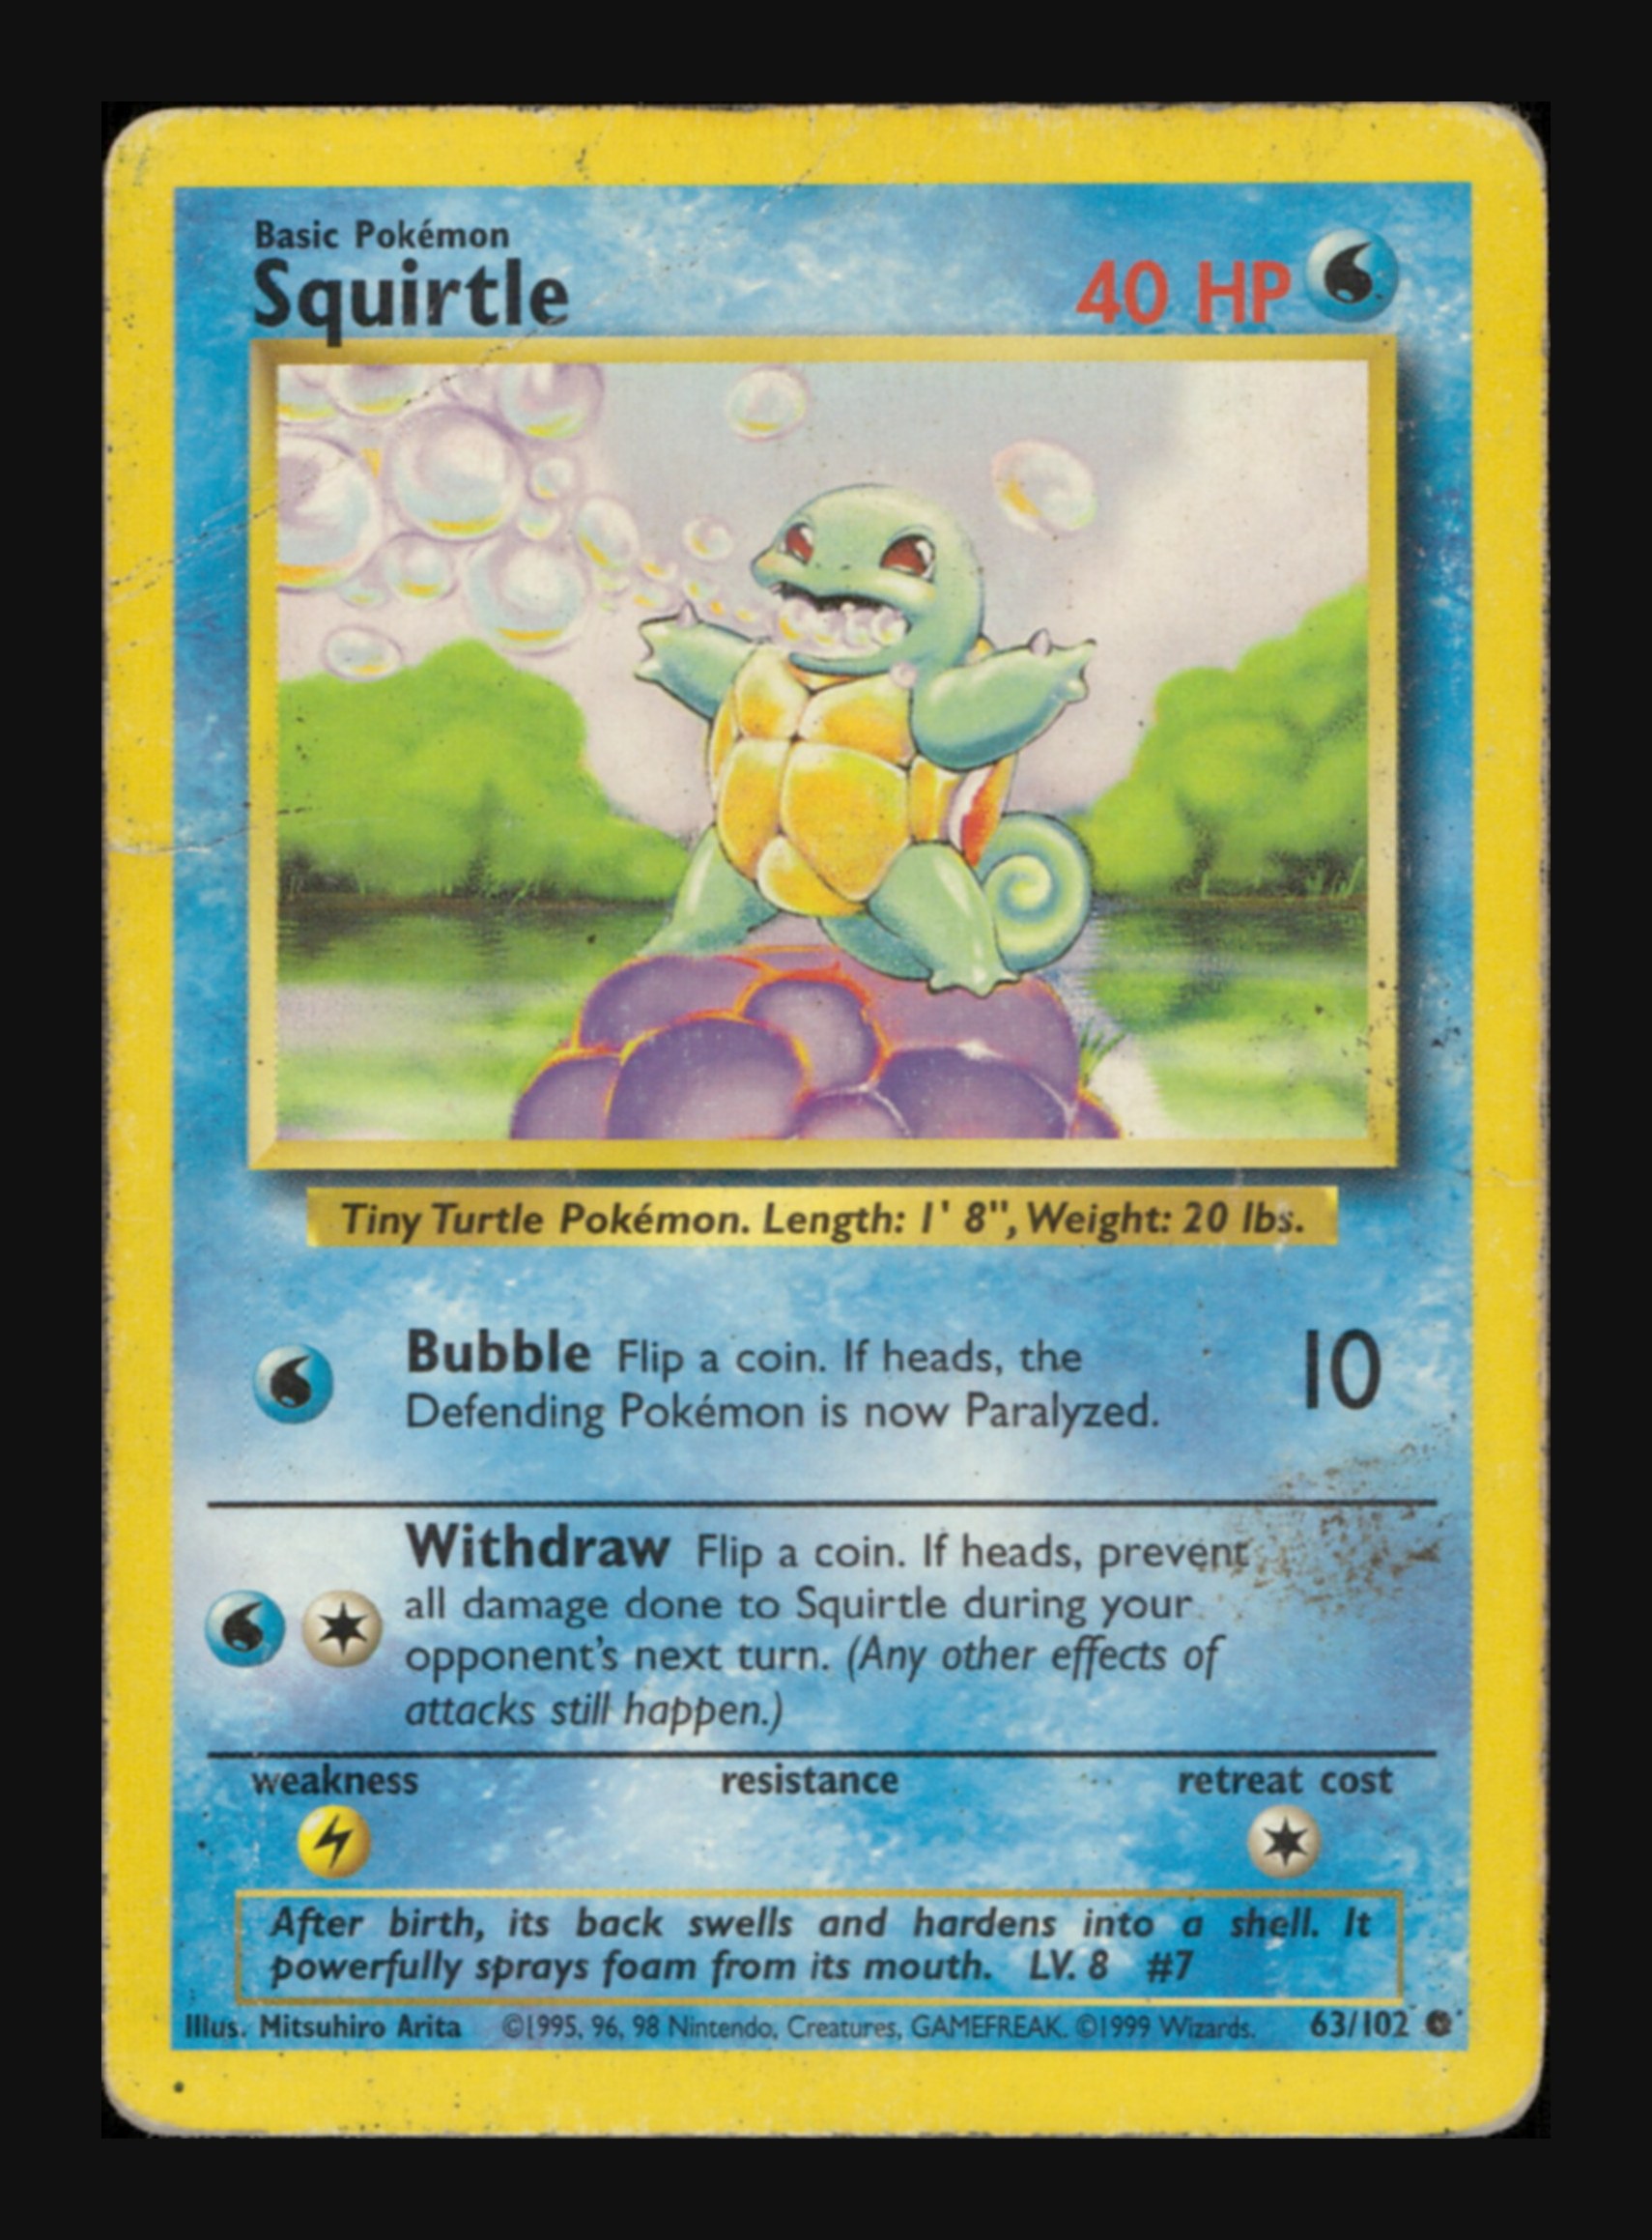 Basic Pokémon
Squirtle
40 HP
Tiny Turtle Pokémon. Length: 1' 8", Weight: 20 lbs.
Bubble Flip a coin. If heads, the
Defending Pokémon is now Paralyzed.
10
Withdraw Flip a coin. If heads, prevent
all damage done to Squirtle during your
opponent's next turn. (Any other effects of
attacks still happen.)
weakness resistance retreat cost
After birth, its back swells and hardens into a shell. It
powerfully sprays foam from its mouth. LV. 8 #7
Illus. Mitsuhiro Arita ©1995, 96, 98 Nintendo, Creatures, GAMEFREAK. ©1999 Wizards. 63/102